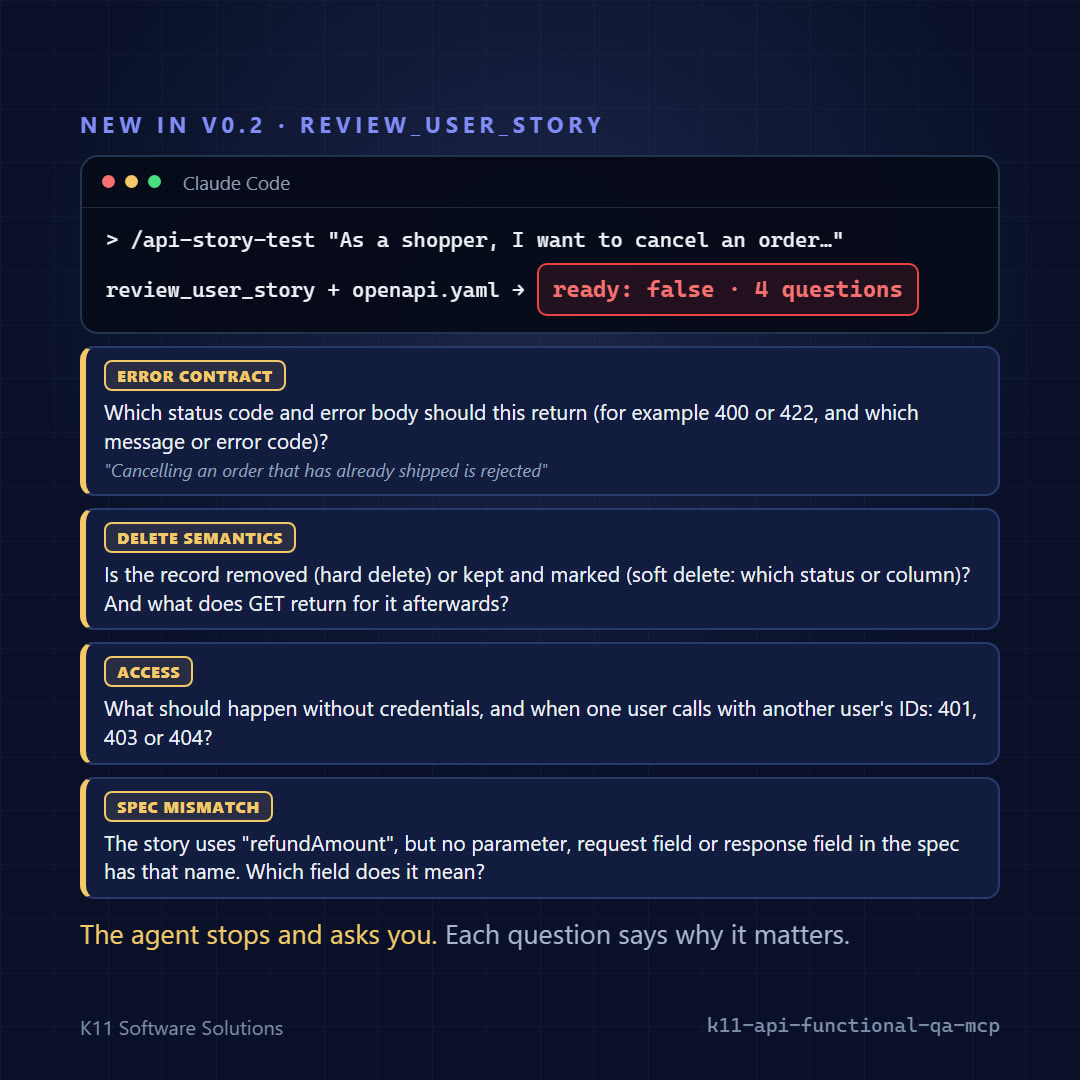 NEW IN V0.2 · REVIEW_USER_STORY
Claude Code
> /api-story-test "As a shopper, I want to cancel an order…"
review_user_story + openapi.yaml → ready: false · 4 questions
ERROR CONTRACT
Which status code and error body should this return (for example 400 or 422, and which
message or error code)?
"Cancelling an order that has already shipped is rejected"
DELETE SEMANTICS
Is the record removed (hard delete) or kept and marked (soft delete: which status or column)?
And what does GET return for it afterwards?
ACCESS
What should happen without credentials, and when one user calls with another user's IDs: 401,
403 or 404?
SPEC MISMATCH
The story uses "refundAmount", but no parameter, request field or response field in the spec
has that name. Which field does it mean?
The agent stops and asks you. Each question says why it matters.
K11 Software Solutions
k11-api-functional-qa-mcp